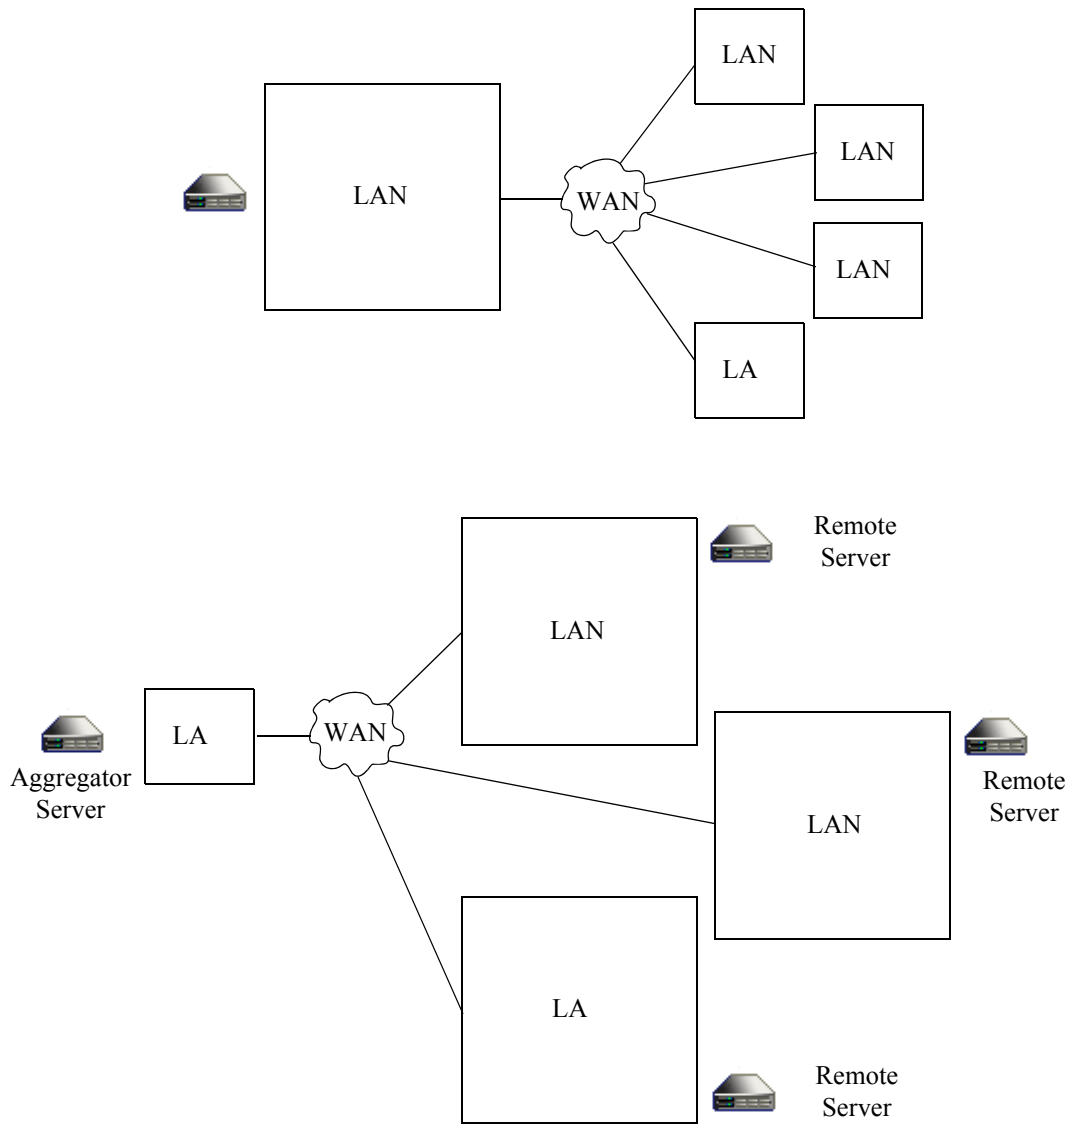 LAN
LAN
LAN
WAN
LAN
LA
Remote
Server
LAN
LA
WAN
Aggregator
Server
Remote
Server
LAN
LA
Remote
Server